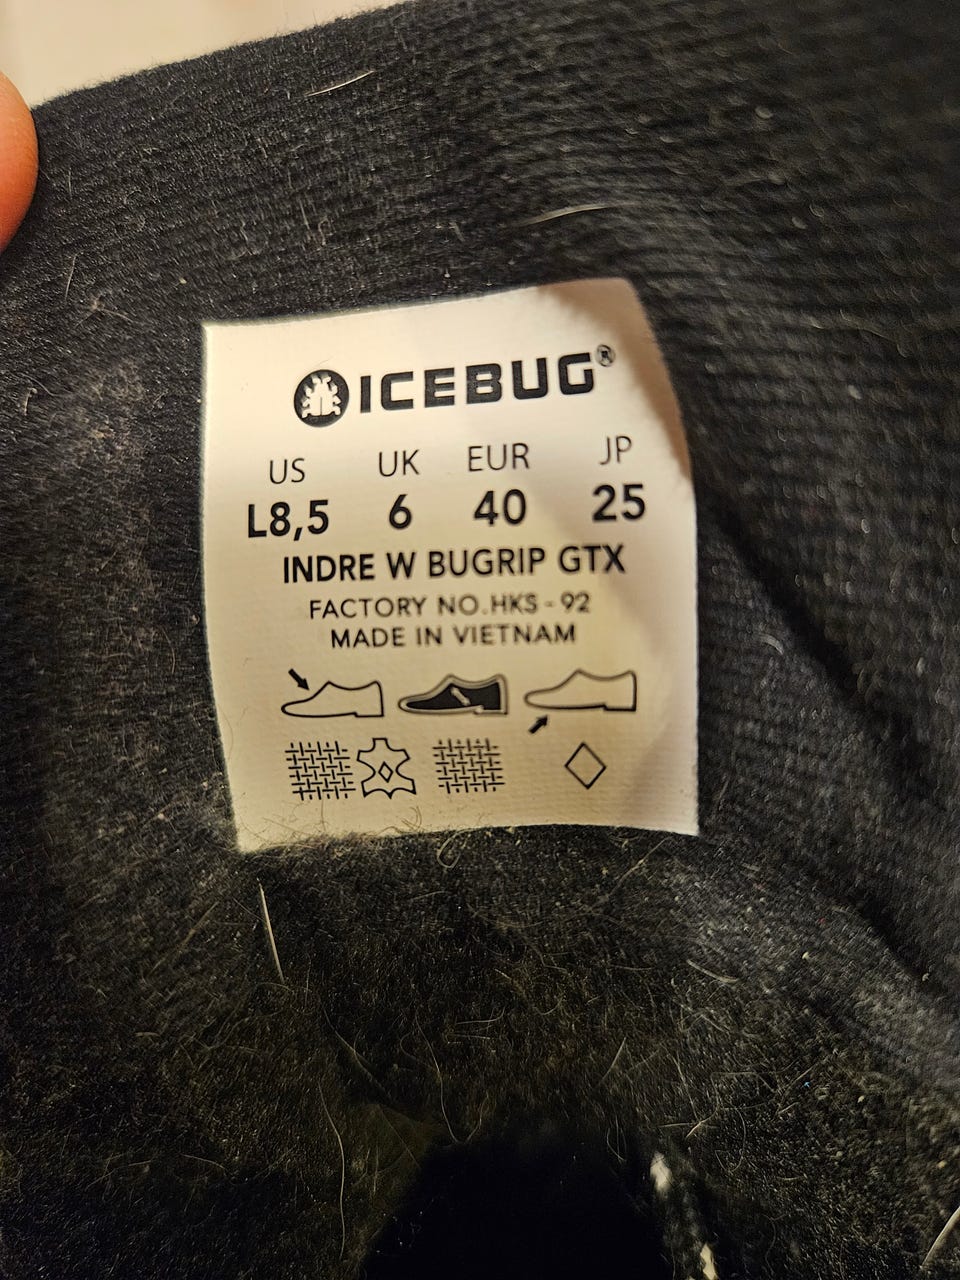 ICEBUG®
US UK EUR JP
L8,5 6 40 25
INDRE W BUGRIP GTX
FACTORY NO.HKS - 92
MADE IN VIETNAM